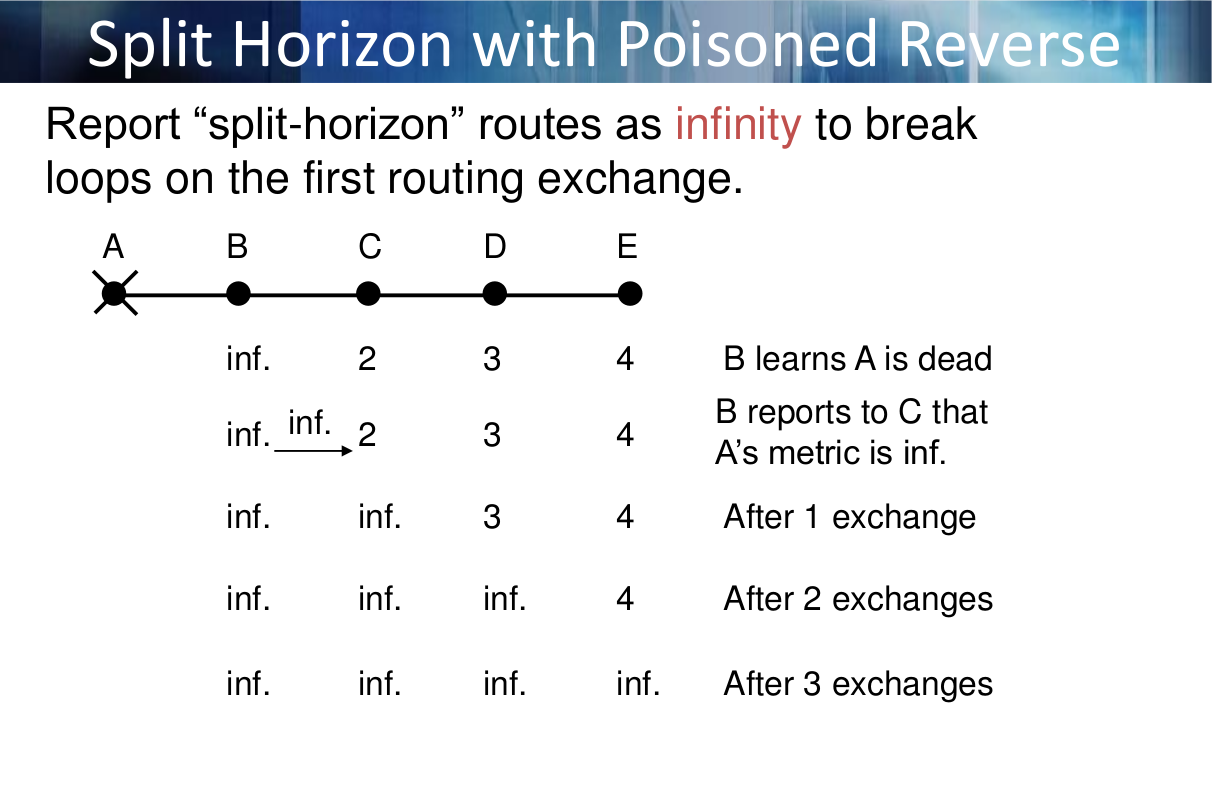 Split Horizon with Poisoned Reverse
Report “split-horizon” routes as infinity to break
loops on the first routing exchange.
A B C D E
inf. 2 3 4 B learns A is dead
inf. inf. 2 3 4 B reports to C that
A’s metric is inf.
inf. inf. 3 4 After 1 exchange
inf. inf. inf. 4 After 2 exchanges
inf. inf. inf. inf. After 3 exchanges